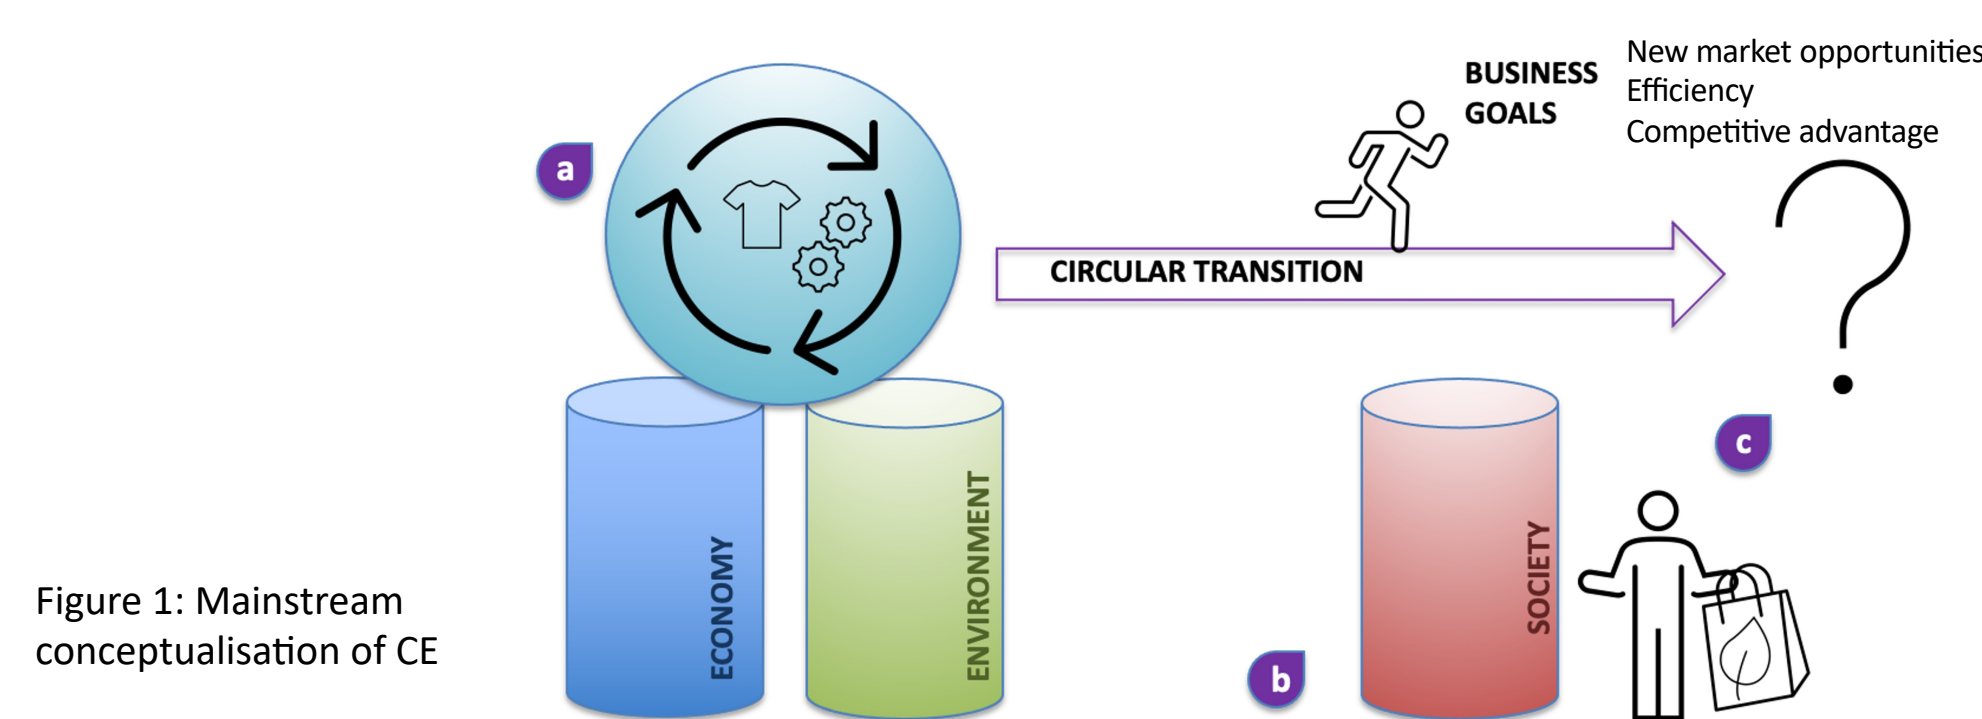 New market opportunities
BUSINESS
GOALS
Efficiency
Competitive advantage
a
CIRCULAR TRANSITION
c
ECONOMY
ENVIRONMENT
SOCIETY
b
Figure 1: Mainstream
conceptualisation of CE